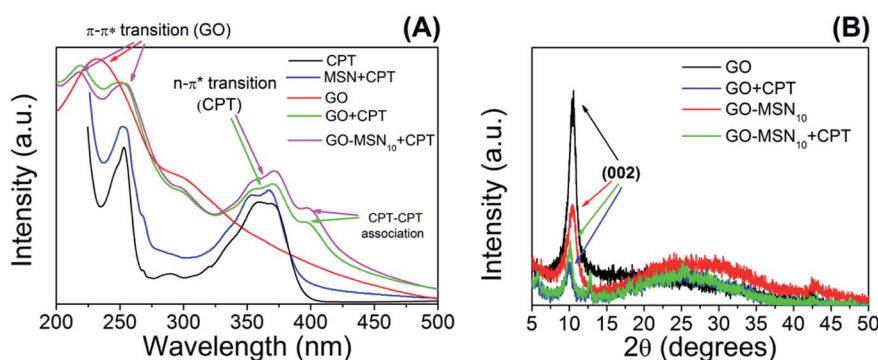 (A)
π-π* transition (GO)
n-π* transition
(CPT)
CPT
MSN+CPT
GO
GO+CPT
GO-MSN₁₀+CPT
CPT-CPT
association
Intensity (a.u.)
200 250 300 350 400 450 500
Wavelength (nm)
(B)
GO
GO+CPT
GO-MSN₁₀
GO-MSN₁₀+CPT
(002)
Intensity (a.u.)
5 10 15 20 25 30 35 40 45 50
2θ (degrees)